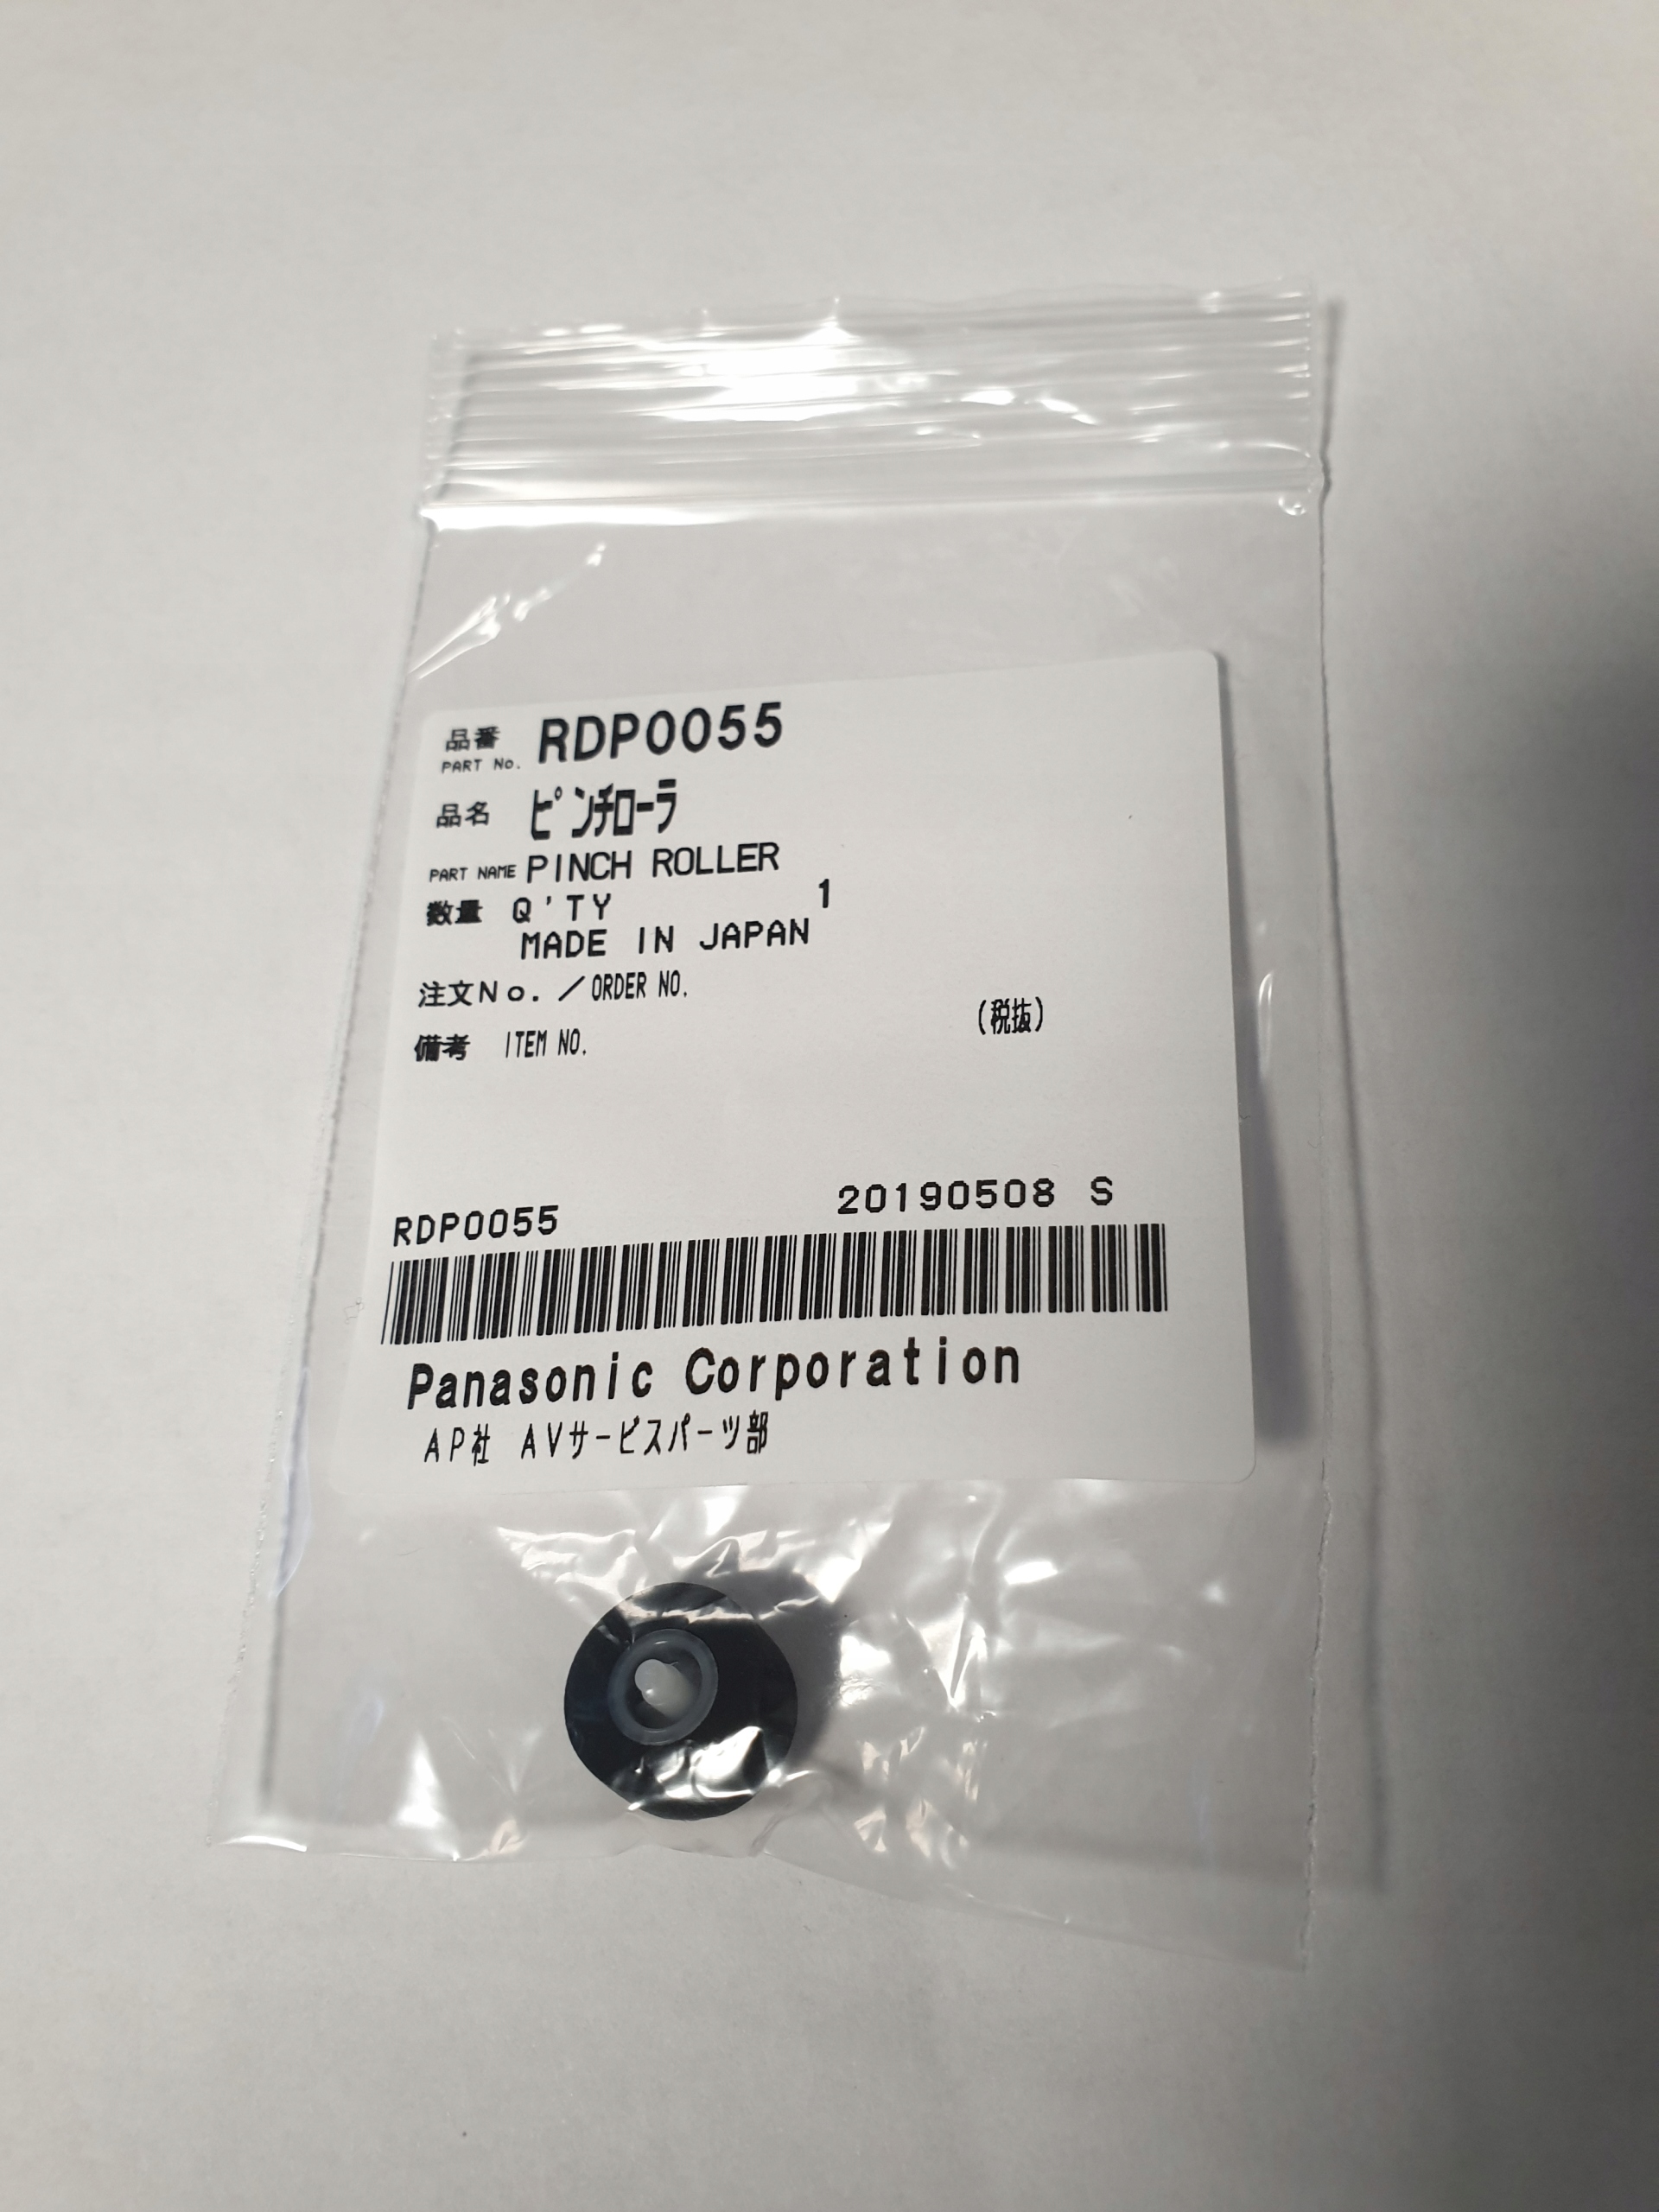 品番 RDP0055
PART No.
品名 ピンチローラ
PART NAME PINCH ROLLER
数量 Q'TY 1
MADE IN JAPAN
注文No.／ORDER NO.
(税抜)
備考 ITEM NO.
RDP0055 20190508 S
Panasonic Corporation
AP社 AVサービスパーツ部